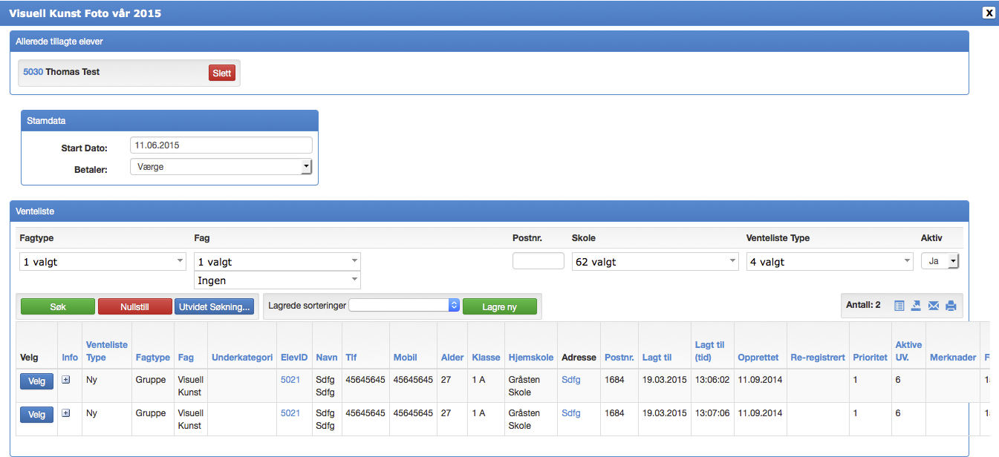 Visuell Kunst Foto vår 2015
X
Allerede tillagte elever
5030 Thomas Test Slett
Stamdata
Start Dato: 11.06.2015
Betaler: Værge
Venteliste
Fagtype Fag Postnr. Skole Venteliste Type Aktiv
1 valgt 1 valgt 62 valgt 4 valgt Ja
Ingen
Søk Nullstill Utvidet Søkning... Lagrede sorteringer Lagre ny Antall: 2
Velg Info Venteliste Type Fagtype Fag Underkategori ElevID Navn Tlf Mobil Alder Klasse Hjemskole Adresse Postnr. Lagt til Lagt til (tid) Opprettet Re-registrert Prioritet Aktive UV. Merknader F
Velg Ny Gruppe Visuell Kunst 5021 Sdfg Sdfg 45645645 45645645 27 1 A Gråsten Skole Sdfg 1684 19.03.2015 13:06:02 11.09.2014 1 6
Velg Ny Gruppe Visuell Kunst 5021 Sdfg Sdfg 45645645 45645645 27 1 A Gråsten Skole Sdfg 1684 19.03.2015 13:07:06 11.09.2014 1 6